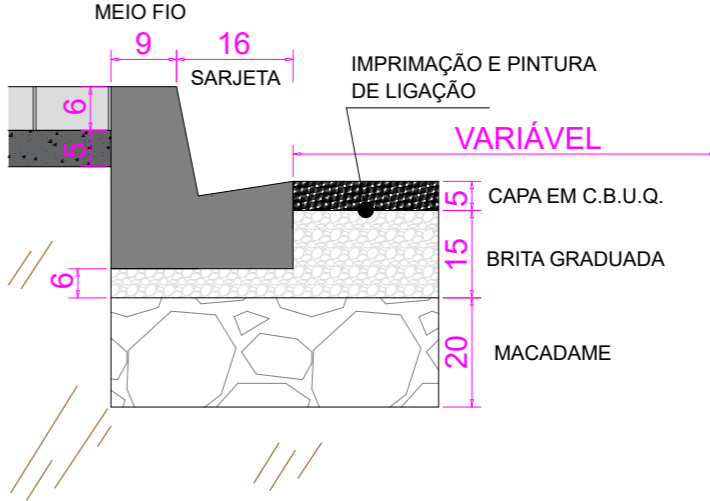 MEIO FIO
9
16
SARJETA
IMPRIMAÇÃO E PINTURA
DE LIGAÇÃO
6
5
VARIÁVEL
5
CAPA EM C.B.U.Q.
15
BRITA GRADUADA
6
20
MACADAME